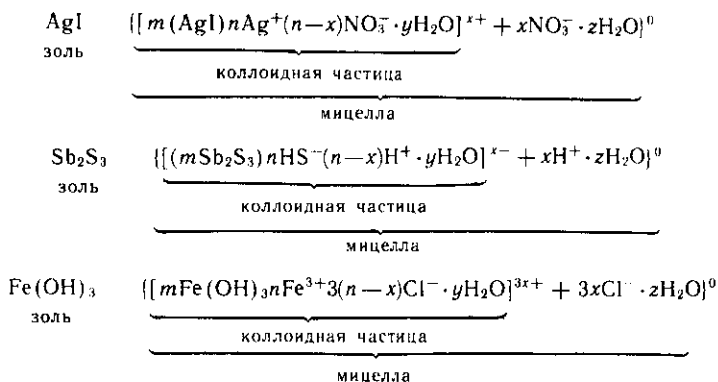 AgI {[m(AgI)nAg⁺(n—x)NO₃⁻·yH₂O]ˣ⁺ + xNO₃⁻·zH₂O}⁰
золь
коллоидная частица
мицелла
Sb₂S₃ {[(mSb₂S₃)nHS⁻(n—x)H⁺·yH₂O]ˣ⁻ + xH⁺·zH₂O}⁰
золь
коллоидная частица
мицелла
Fe(OH)₃ {[mFe(OH)₃nFe³⁺3(n—x)Cl⁻·yH₂O]³ˣ⁺ + 3xCl⁻·zH₂O}⁰
золь
коллоидная частица
мицелла